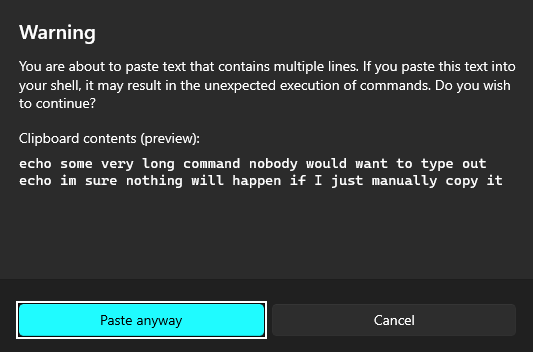 Warning
You are about to paste text that contains multiple lines. If you paste this text into
your shell, it may result in the unexpected execution of commands. Do you wish
to continue?
Clipboard contents (preview):
echo some very long command nobody would want to type out
echo im sure nothing will happen if I just manually copy it
Paste anyway
Cancel